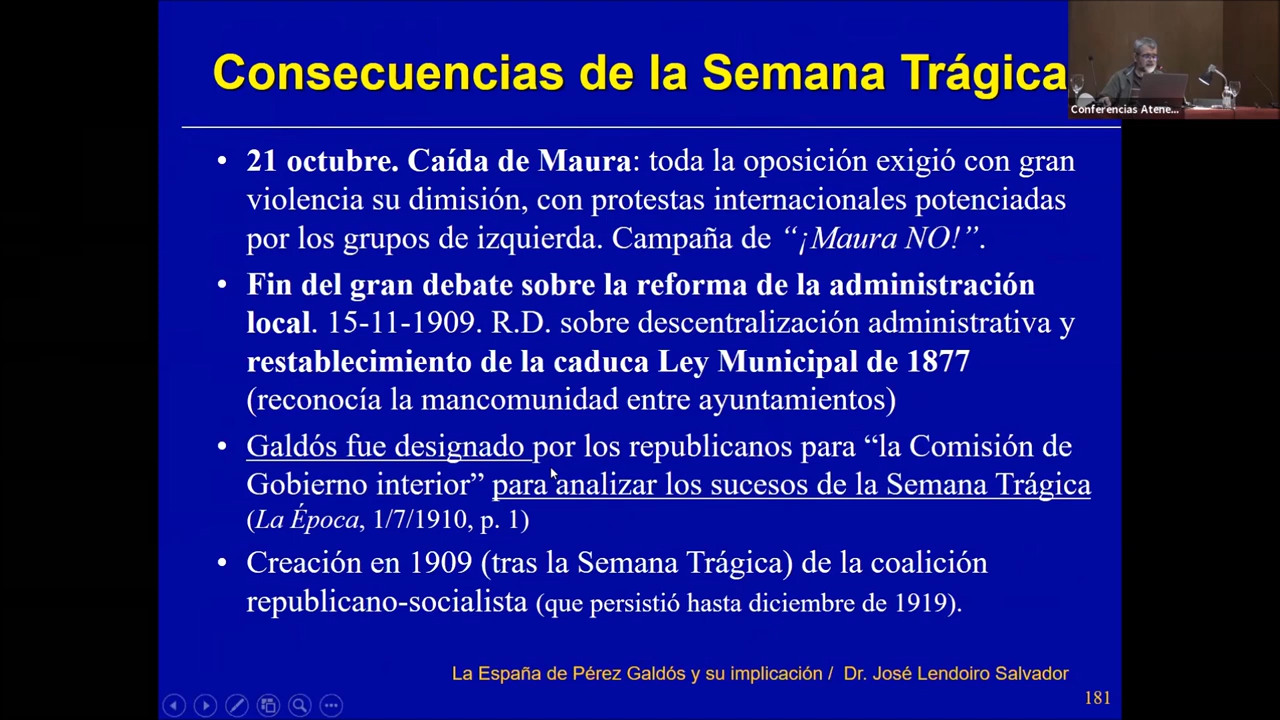 Consecuencias de la Semana Trágica
Conferencias Atene...
• 21 octubre. Caída de Maura: toda la oposición exigió con gran
violencia su dimisión, con protestas internacionales potenciadas
por los grupos de izquierda. Campaña de “¡Maura NO!”.
• Fin del gran debate sobre la reforma de la administración
local. 15-11-1909. R.D. sobre descentralización administrativa y
restablecimiento de la caduca Ley Municipal de 1877
(reconocía la mancomunidad entre ayuntamientos)
• Galdós fue designado por los republicanos para “la Comisión de
Gobierno interior” para analizar los sucesos de la Semana Trágica
(La Época, 1/7/1910, p. 1)
• Creación en 1909 (tras la Semana Trágica) de la coalición
republicano-socialista (que persistió hasta diciembre de 1919).
La España de Pérez Galdós y su implicación / Dr. José Lendoiro Salvador
181